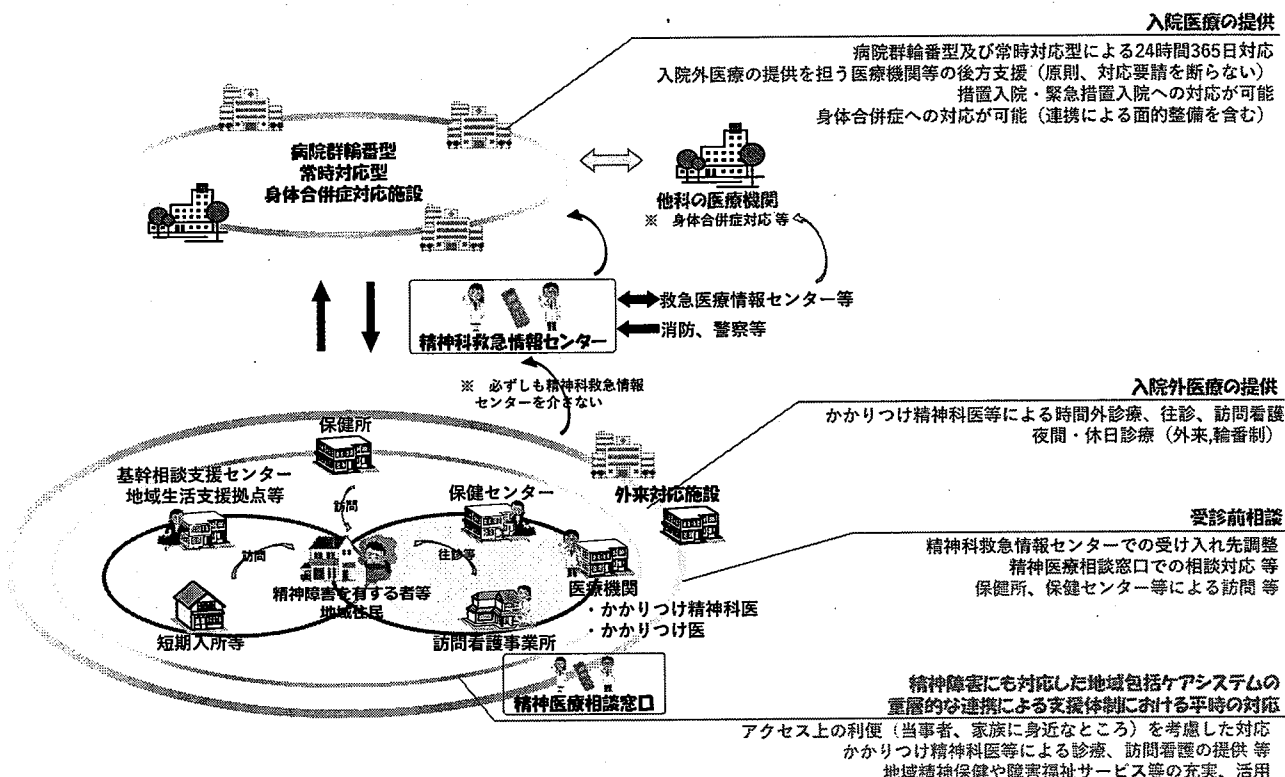 入院医療の提供
病院群輪番型及び常時対応型による24時間365日対応
入院外医療の提供を担う医療機関等の後方支援（原則、対応要請を断らない）
措置入院・緊急措置入院への対応が可能
身体合併症への対応が可能（連携による面的整備を含む）
病院群輪番型
常時対応型
身体合併症対応施設
他科の医療機関
※　身体合併症対応 等
救急医療情報センター等
消防、警察等
精神科救急情報センター
※　必ずしも精神科救急情報
センターを介さない
入院外医療の提供
かかりつけ精神科医等による時間外診療、往診、訪問看護
夜間・休日診療（外来,輪番制）
保健所
基幹相談支援センター
地域生活支援拠点等
訪問
保健センター
外来対応施設
訪問
往診等
精神障害を有する者等
地域住民
医療機関
・かかりつけ精神科医
・かかりつけ医
短期入所等
訪問看護事業所
受診前相談
精神科救急情報センターでの受け入れ先調整
精神医療相談窓口での相談対応 等
保健所、保健センター等による訪問 等
精神医療相談窓口
精神障害にも対応した地域包括ケアシステムの
重層的な連携による支援体制における平時の対応
アクセス上の利便（当事者、家族に身近なところ）を考慮した対応
かかりつけ精神科医等による診療、訪問看護の提供 等
地域精神保健や障害福祉サービス等の充実、活用